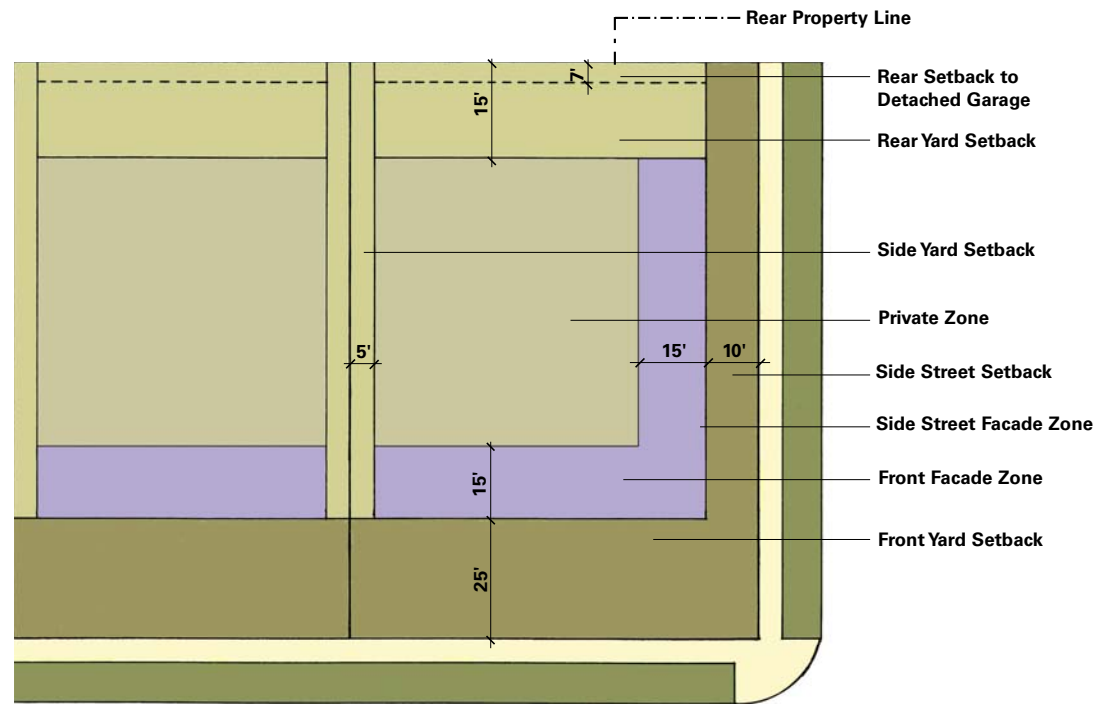 Rear Property Line
7'
Rear Setback to
Detached Garage
15'
Rear Yard Setback
Side Yard Setback
Private Zone
5'
15'
10'
Side Street Setback
Side Street Facade Zone
15'
Front Facade Zone
Front Yard Setback
25'